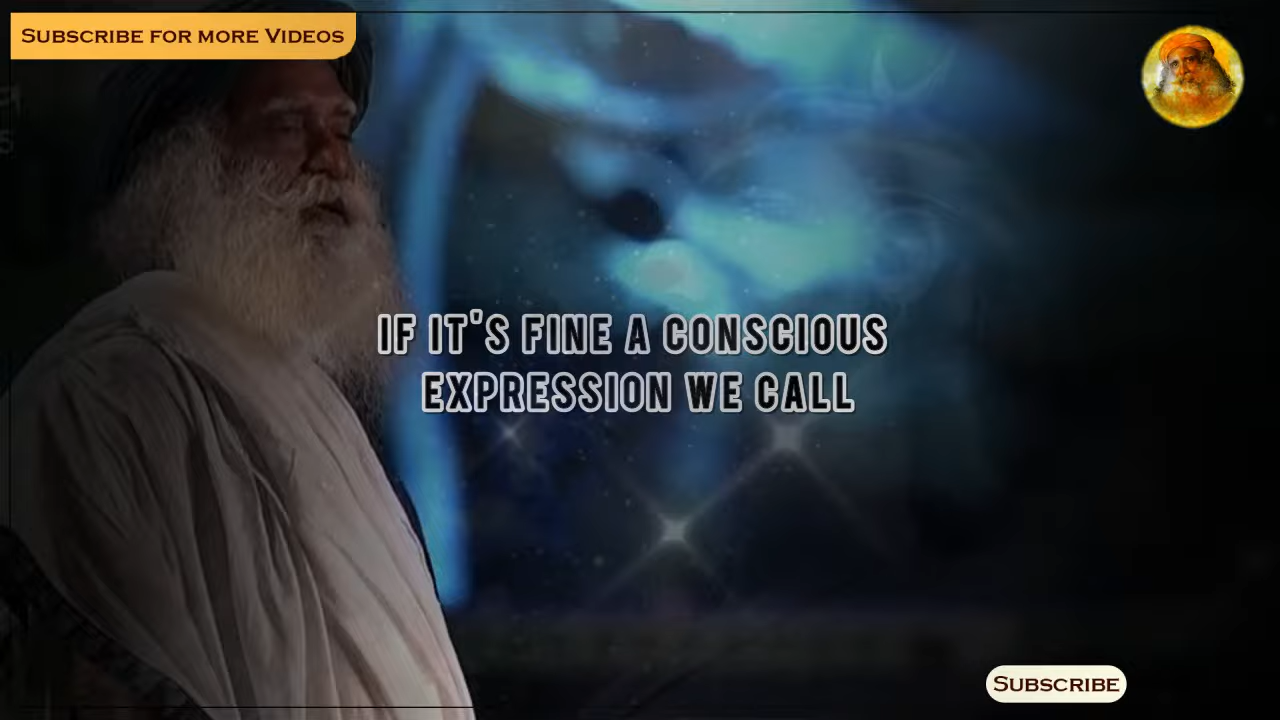 Subscribe for more Videos
IF IT'S FINE A CONSCIOUS
EXPRESSION WE CALL
Subscribe